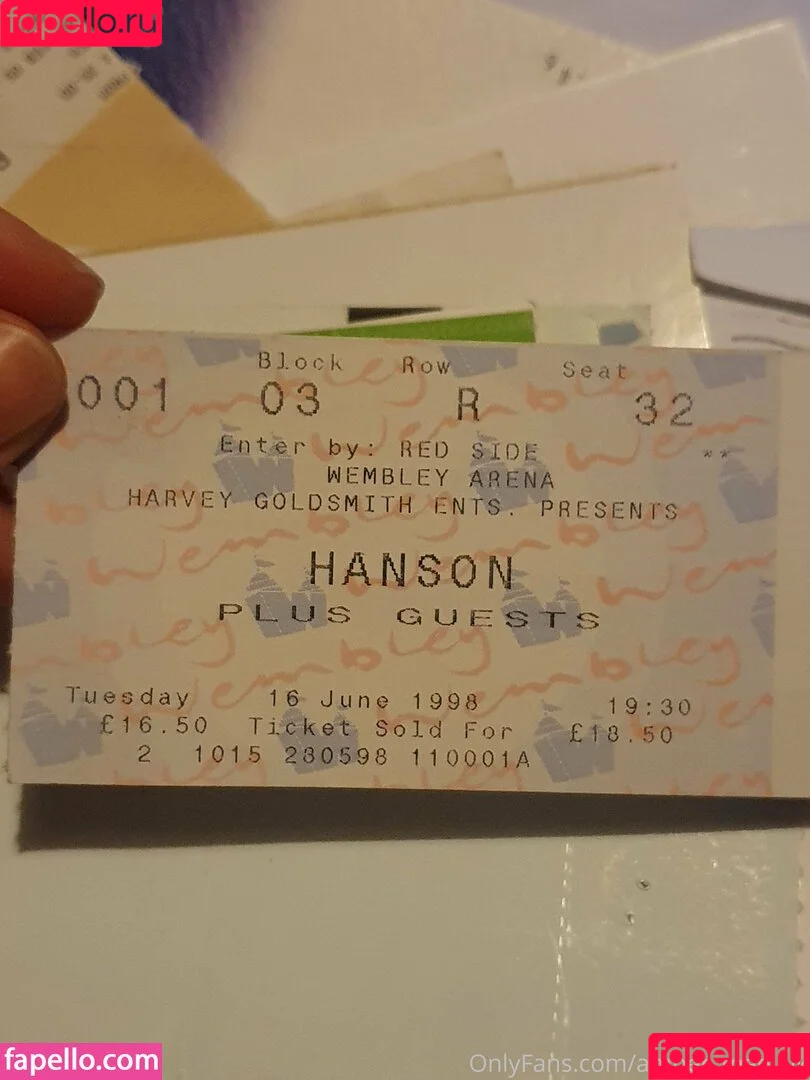 fapello.ru
Block Row Seat
001 03 R 32
Enter by: RED SIDE **
WEMBLEY ARENA
HARVEY GOLDSMITH ENTS. PRESENTS
HANSON
PLUS GUESTS
Tuesday 16 June 1998 19:30
£16.50 Ticket Sold For £18.50
2 1015 280598 110001A
fapello.com
OnlyFans.com/
fapello.ru